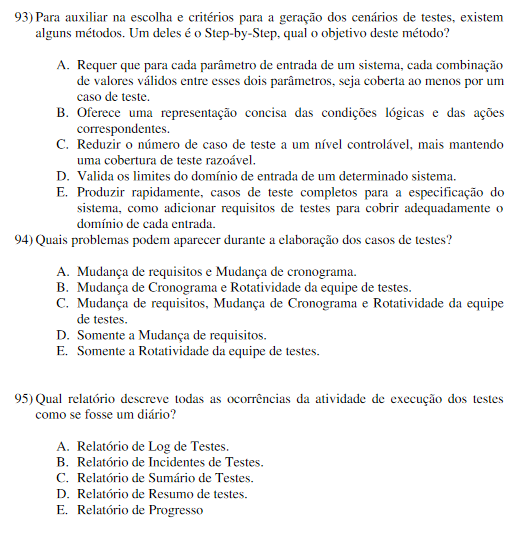 93) Para auxiliar na escolha e critérios para a geração dos cenários de testes, existem
alguns métodos. Um deles é o Step-by-Step, qual o objetivo deste método?
A. Requer que para cada parâmetro de entrada de um sistema, cada combinação
de valores válidos entre esses dois parâmetros, seja coberta ao menos por um
caso de teste.
B. Oferece uma representação concisa das condições lógicas e das ações
correspondentes.
C. Reduzir o número de caso de teste a um nível controlável, mais mantendo
uma cobertura de teste razoável.
D. Valida os limites do domínio de entrada de um determinado sistema.
E. Produzir rapidamente, casos de teste completos para a especificação do
sistema, como adicionar requisitos de testes para cobrir adequadamente o
domínio de cada entrada.
94) Quais problemas podem aparecer durante a elaboração dos casos de testes?
A. Mudança de requisitos e Mudança de cronograma.
B. Mudança de Cronograma e Rotatividade da equipe de testes.
C. Mudança de requisitos, Mudança de Cronograma e Rotatividade da equipe
de testes.
D. Somente a Mudança de requisitos.
E. Somente a Rotatividade da equipe de testes.
95) Qual relatório descreve todas as ocorrências da atividade de execução dos testes
como se fosse um diário?
A. Relatório de Log de Testes.
B. Relatório de Incidentes de Testes.
C. Relatório de Sumário de Testes.
D. Relatório de Resumo de testes.
E. Relatório de Progresso